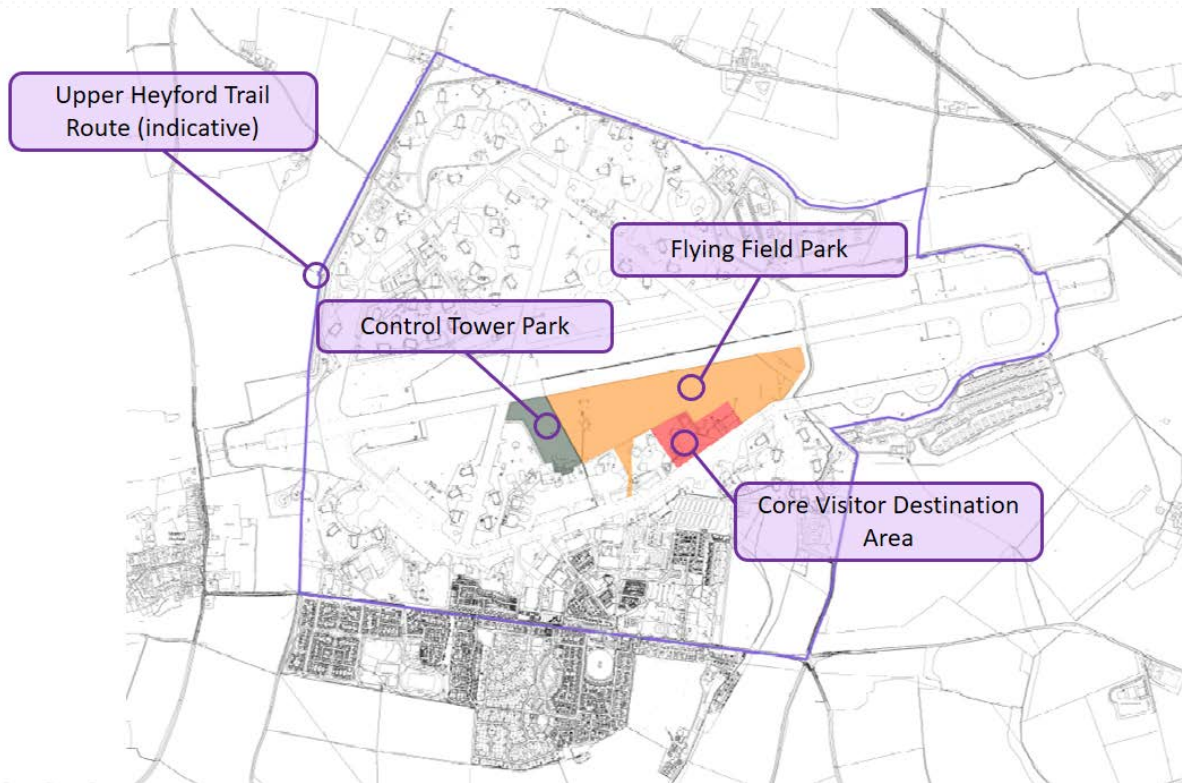 Upper Heyford Trail
Route (indicative)
Flying Field Park
Control Tower Park
Core Visitor Destination
Area